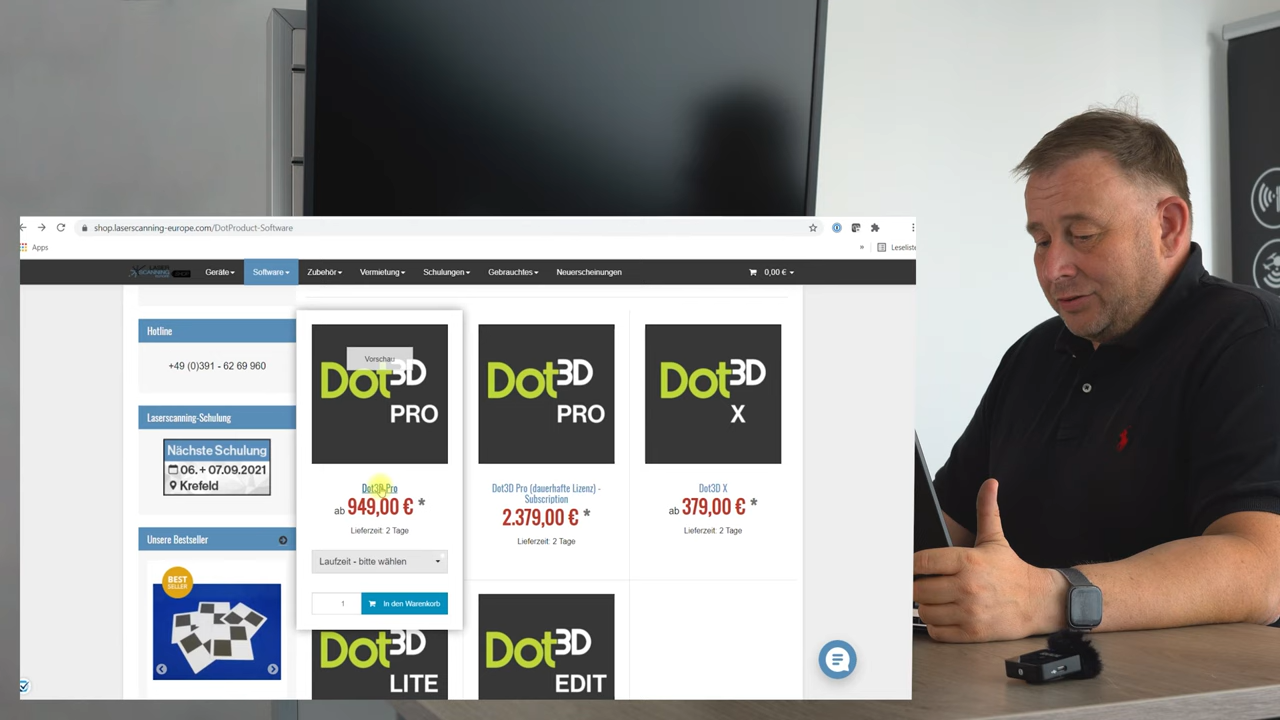 shop.laserscanning-europe.com/DotProduct-Software
Apps
»
Leseliste
LASER
SCANNING
Geräte
Software
Zubehör
Vermietung
Schulungen
Gebrauchtes
Neuerscheinungen
0,00 €
Hotline
+49 (0)391 - 62 69 960
Laserscanning-Schulung
Nächste Schulung
06. + 07.09.2021
Krefeld
Unsere Bestseller
BEST
SELLER
Vorschau
Dot3D
PRO
Dot3D Pro
ab 949,00 € *
Lieferzeit: 2 Tage
Laufzeit - bitte wählen
1
In den Warenkorb
Dot3D
PRO
Dot3D Pro (dauerhafte Lizenz) -
Subscription
2.379,00 € *
Lieferzeit: 2 Tage
Dot3D
X
Dot3D X
ab 379,00 € *
Lieferzeit: 2 Tage
Dot3D
LITE
Dot3D
EDIT